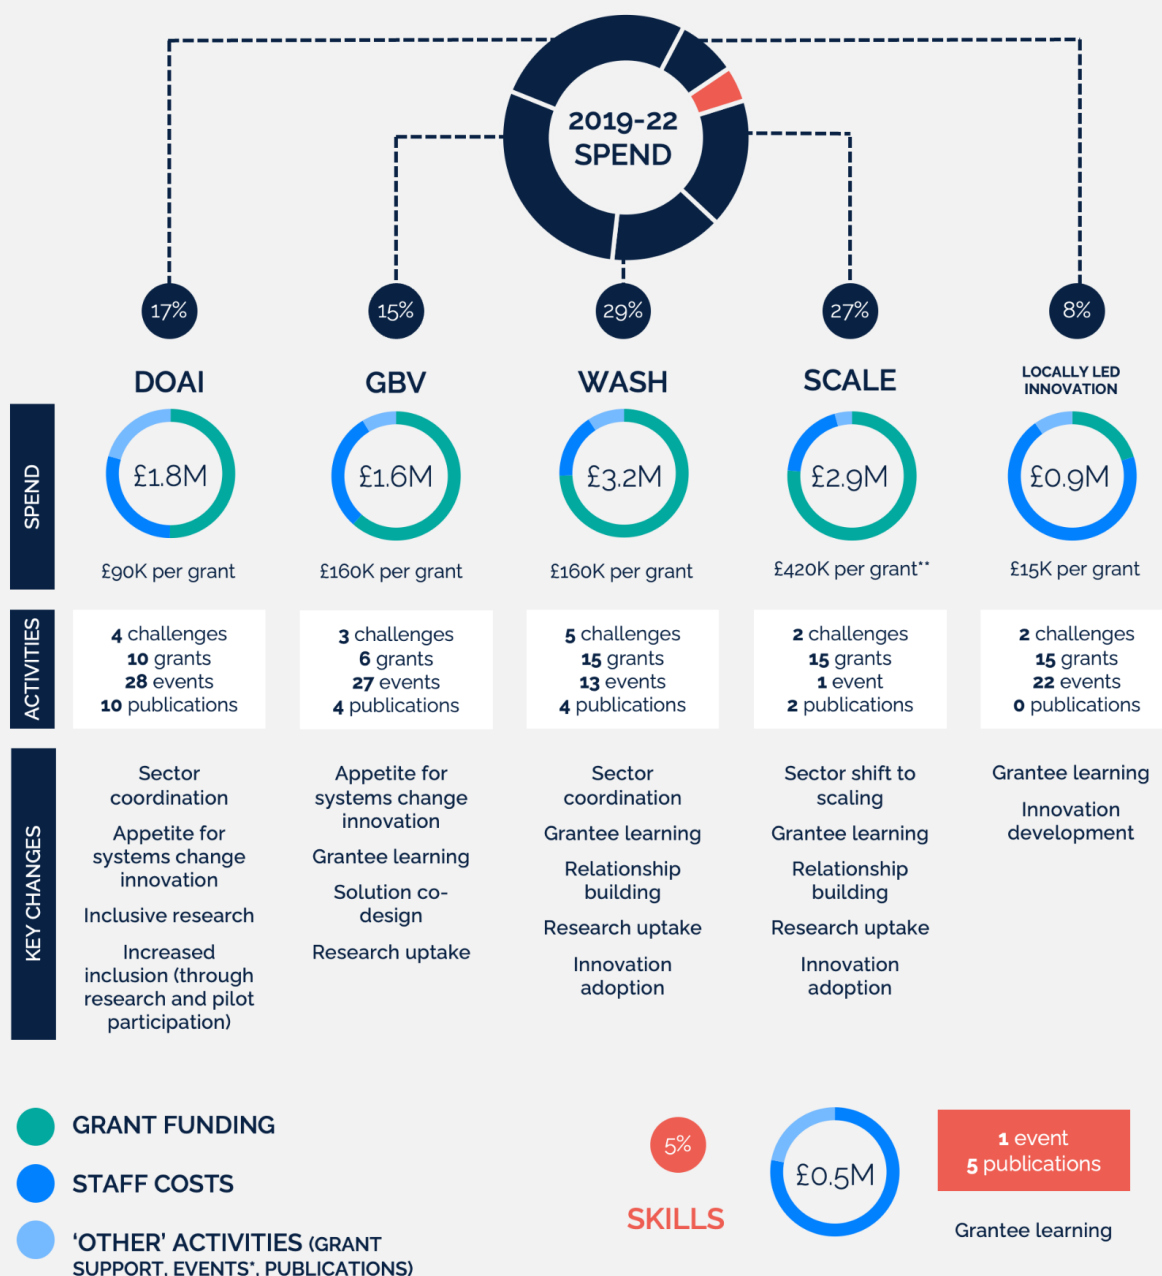 2019-22
SPEND
17%
15%
29%
27%
8%
DOAI
GBV
WASH
SCALE
LOCALLY LED
INNOVATION
SPEND
£1.8M
£1.6M
£3.2M
£2.9M
£0.9M
£90K per grant
£160K per grant
£160K per grant
£420K per grant**
£15K per grant
ACTIVITIES
4 challenges
10 grants
28 events
10 publications
3 challenges
6 grants
27 events
4 publications
5 challenges
15 grants
13 events
4 publications
2 challenges
15 grants
1 event
2 publications
2 challenges
15 grants
22 events
0 publications
KEY CHANGES
Sector
coordination
Appetite for
systems change
innovation
Inclusive research
Increased
inclusion (through
research and pilot
participation)
Appetite for
systems change
innovation
Grantee learning
Solution co-
design
Research uptake
Sector
coordination
Grantee learning
Relationship
building
Research uptake
Innovation
adoption
Sector shift to
scaling
Grantee learning
Relationship
building
Research uptake
Innovation
adoption
Grantee learning
Innovation
development
GRANT FUNDING
STAFF COSTS
‘OTHER’ ACTIVITIES (GRANT
SUPPORT, EVENTS*, PUBLICATIONS)
5%
SKILLS
£0.5M
1 event
5 publications
Grantee learning